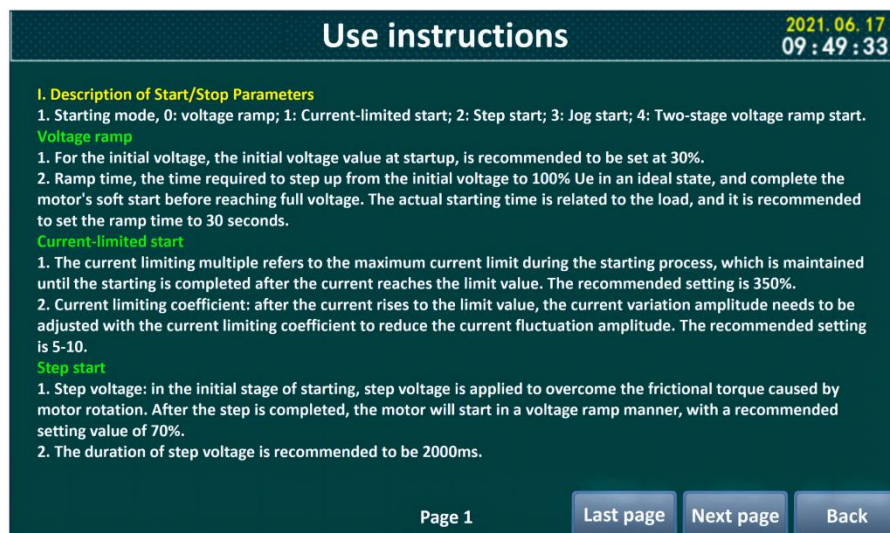 Use instructions
2021.06.17
09:49:33
I. Description of Start/Stop Parameters
1. Starting mode, 0: voltage ramp; 1: Current-limited start; 2: Step start; 3: Jog start; 4: Two-stage voltage ramp start.
Voltage ramp
1. For the initial voltage, the initial voltage value at startup, is recommended to be set at 30%.
2. Ramp time, the time required to step up from the initial voltage to 100% Ue in an ideal state, and complete the
motor's soft start before reaching full voltage. The actual starting time is related to the load, and it is recommended
to set the ramp time to 30 seconds.
Current-limited start
1. The current limiting multiple refers to the maximum current limit during the starting process, which is maintained
until the starting is completed after the current reaches the limit value. The recommended setting is 350%.
2. Current limiting coefficient: after the current rises to the limit value, the current variation amplitude needs to be
adjusted with the current limiting coefficient to reduce the current fluctuation amplitude. The recommended setting
is 5-10.
Step start
1. Step voltage: in the initial stage of starting, step voltage is applied to overcome the frictional torque caused by
motor rotation. After the step is completed, the motor will start in a voltage ramp manner, with a recommended
setting value of 70%.
2. The duration of step voltage is recommended to be 2000ms.
Page 1
Last page
Next page
Back